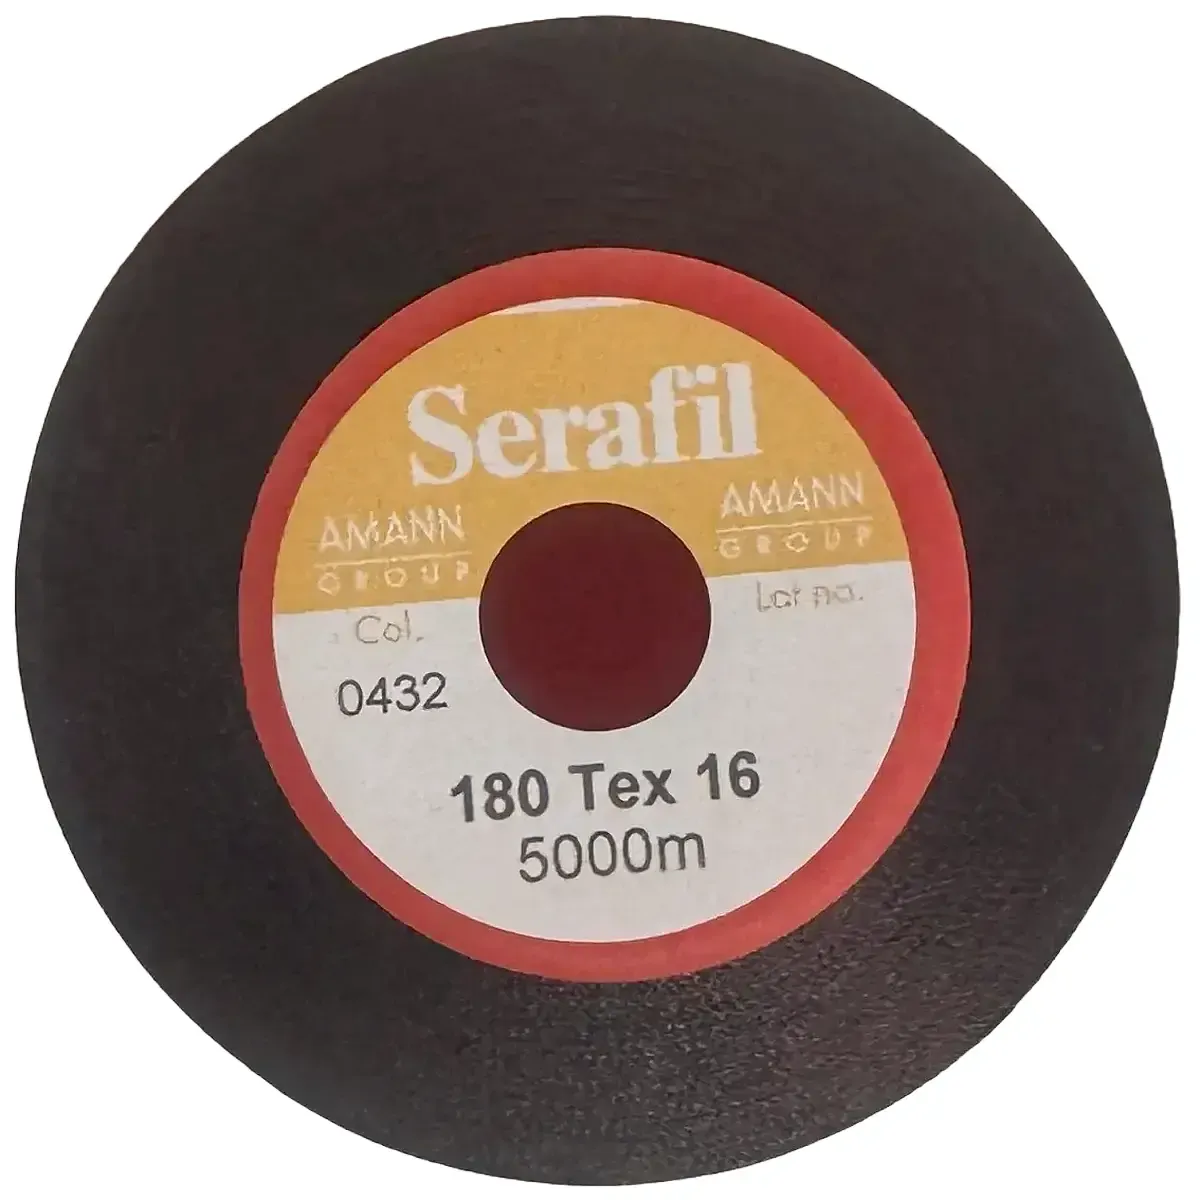 Serafil
AMANN
GROUP
AMANN
GROUP
Col.
Lot no.
0432
180 Tex 16
5000m